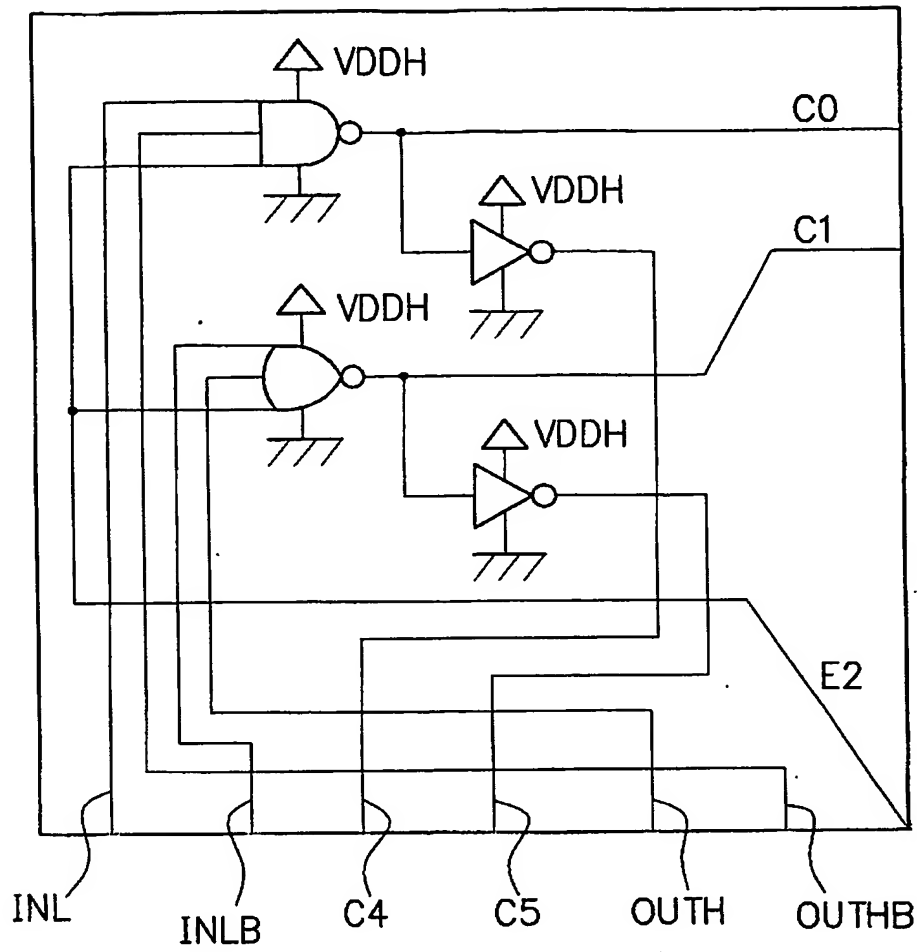 VDDH
C0
VDDH
C1
VDDH
VDDH
E2
INL
INLB
C4
C5
OUTH
OUTHB